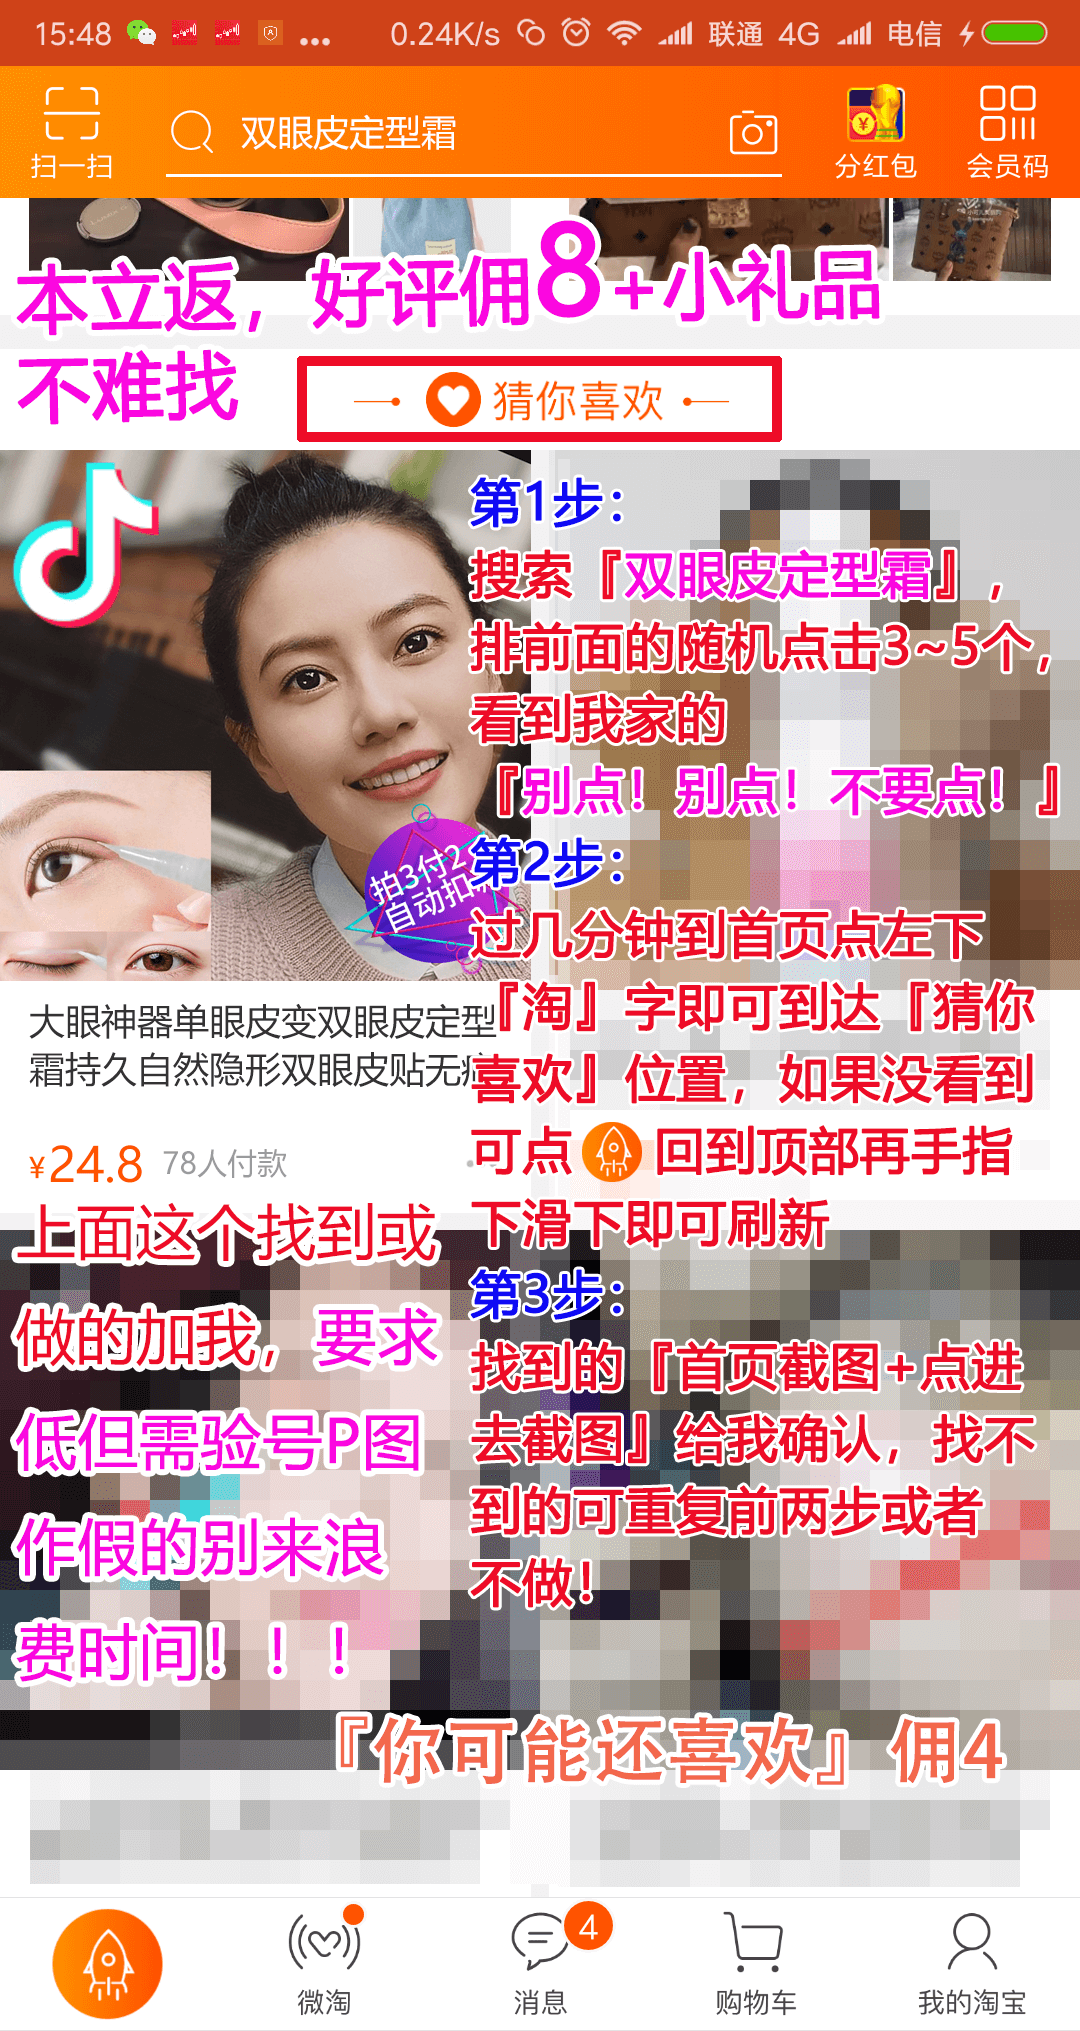 15:48
0.24K/s
联通 4G
电信
扫一扫
双眼皮定型霜
分红包
会员码
本立返，好评佣8+小礼品
不难找
猜你喜欢
第1步：
搜索『双眼皮定型霜』，
排前面的随机点击3~5个，
看到我家的
『别点！别点！不要点！』
第2步：
过几分钟到首页点左下
『淘』字即可到达『猜你
喜欢』位置，如果没看到
可点 回到顶部再手指
下滑下即可刷新
第3步：
找到的『首页截图+点进
去截图』给我确认，找不
到的可重复前两步或者
不做！
拍3付2
自动扣
大眼神器单眼皮变双眼皮定型
霜持久自然隐形双眼皮贴无
¥24.8 78人付款
上面这个找到或
做的加我，要求
低但需验号P图
作假的别来浪
费时间！！！
『你可能还喜欢』佣4
微淘
消息
4
购物车
我的淘宝